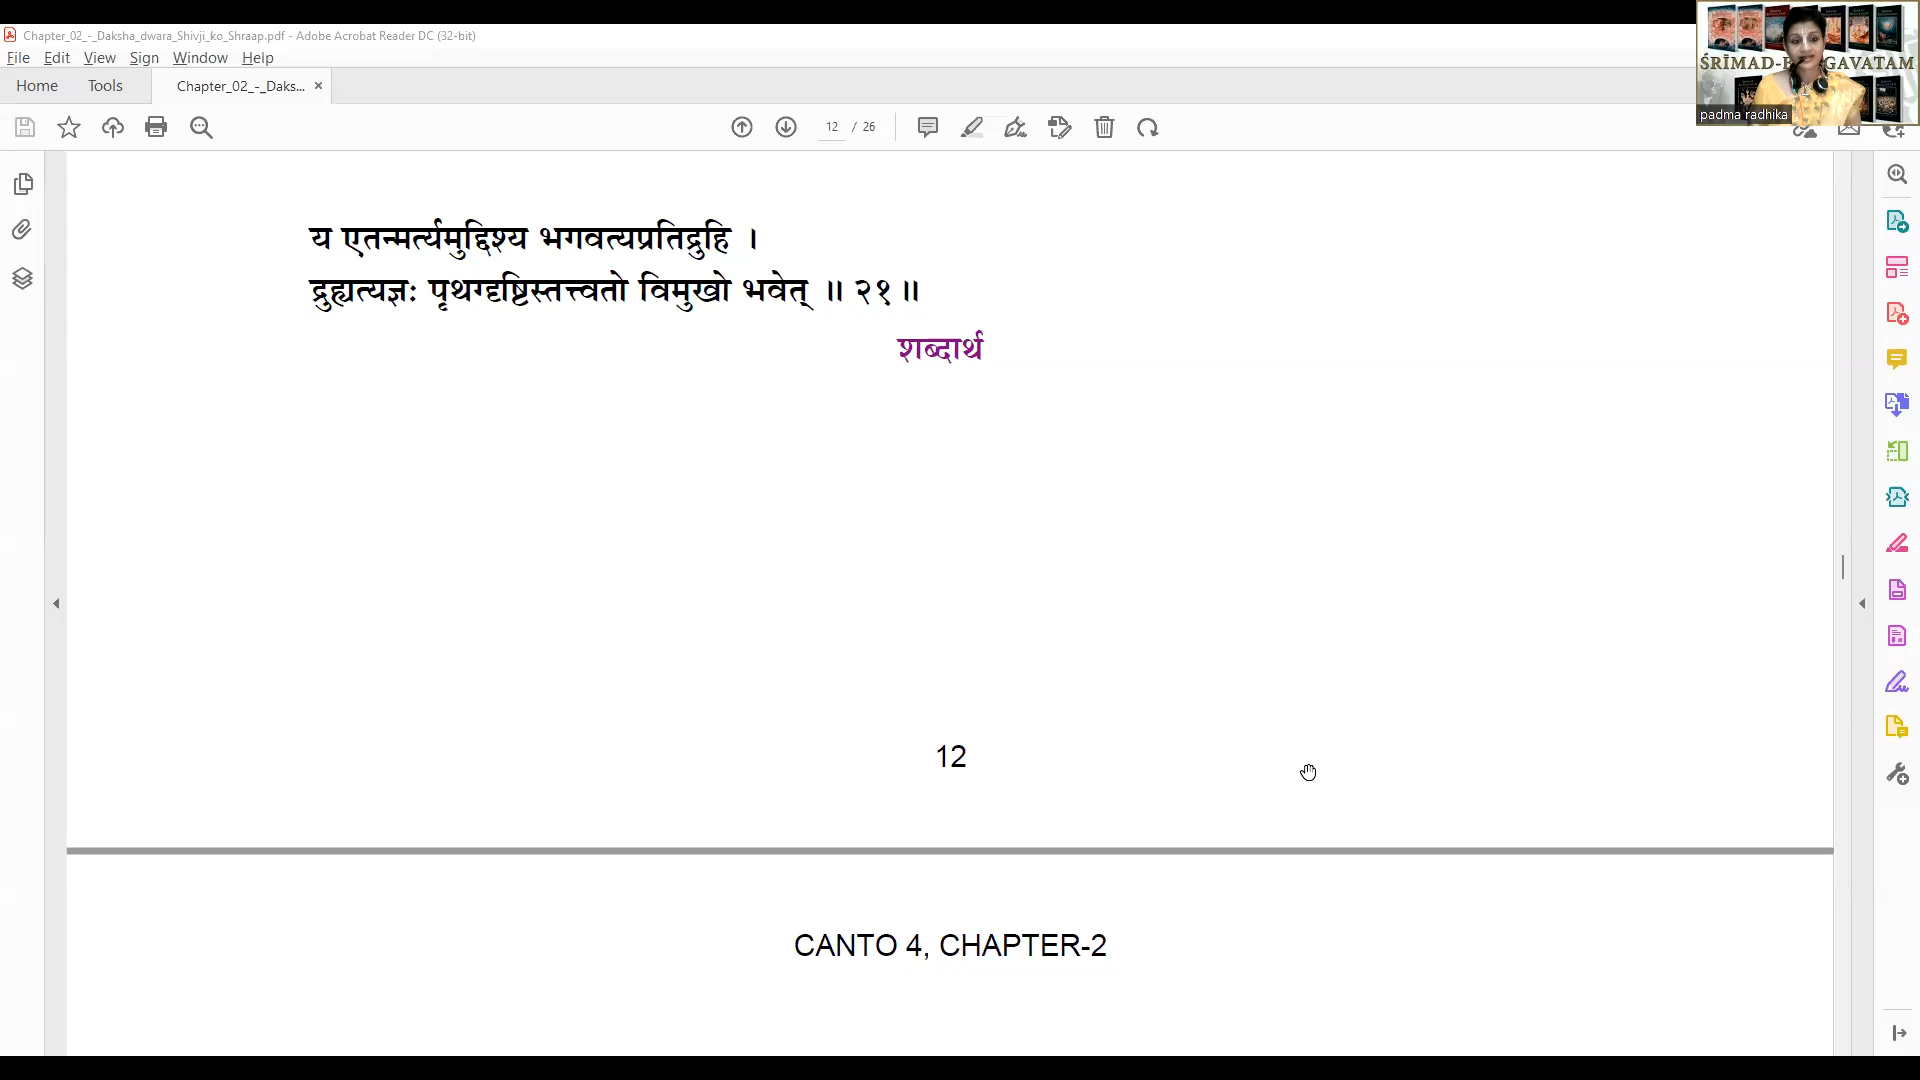 Chapter_02_-_Daksha_dwara_Shivji_ko_Shraap.pdf - Adobe Acrobat Reader DC (32-bit)
File Edit View Sign Window Help
Home Tools Chapter_02_-_Daks... ×
12 / 26
ŚRĪMAD-B GAVATAM
padma radhika
य एतन्मर्त्यमुद्दिश्य भगवत्यप्रतिद्रुहि ।
द्रुह्यत्यज्ञः पृथग्दृष्टिस्तत्त्वतो विमुखो भवेत् ॥ २१॥
शब्दार्थ
12
CANTO 4, CHAPTER-2